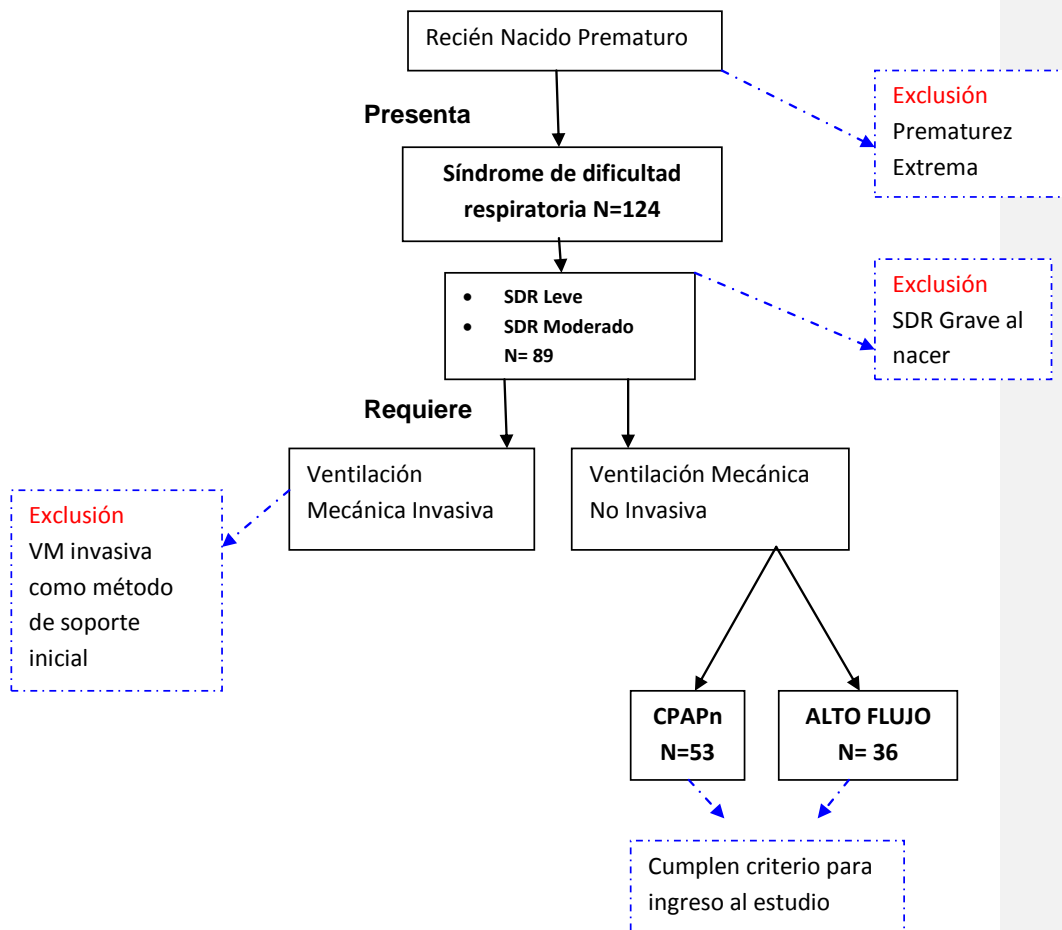 Recién Nacido Prematuro
Exclusión
Prematurez
Extrema
Presenta
Síndrome de dificultad
respiratoria N=124
• SDR Leve
• SDR Moderado
N= 89
Exclusión
SDR Grave al
nacer
Requiere
Ventilación
Mecánica Invasiva
Ventilación Mecánica
No Invasiva
Exclusión
VM invasiva
como método
de soporte
inicial
CPAPn
N=53
ALTO FLUJO
N= 36
Cumplen criterio para
ingreso al estudio